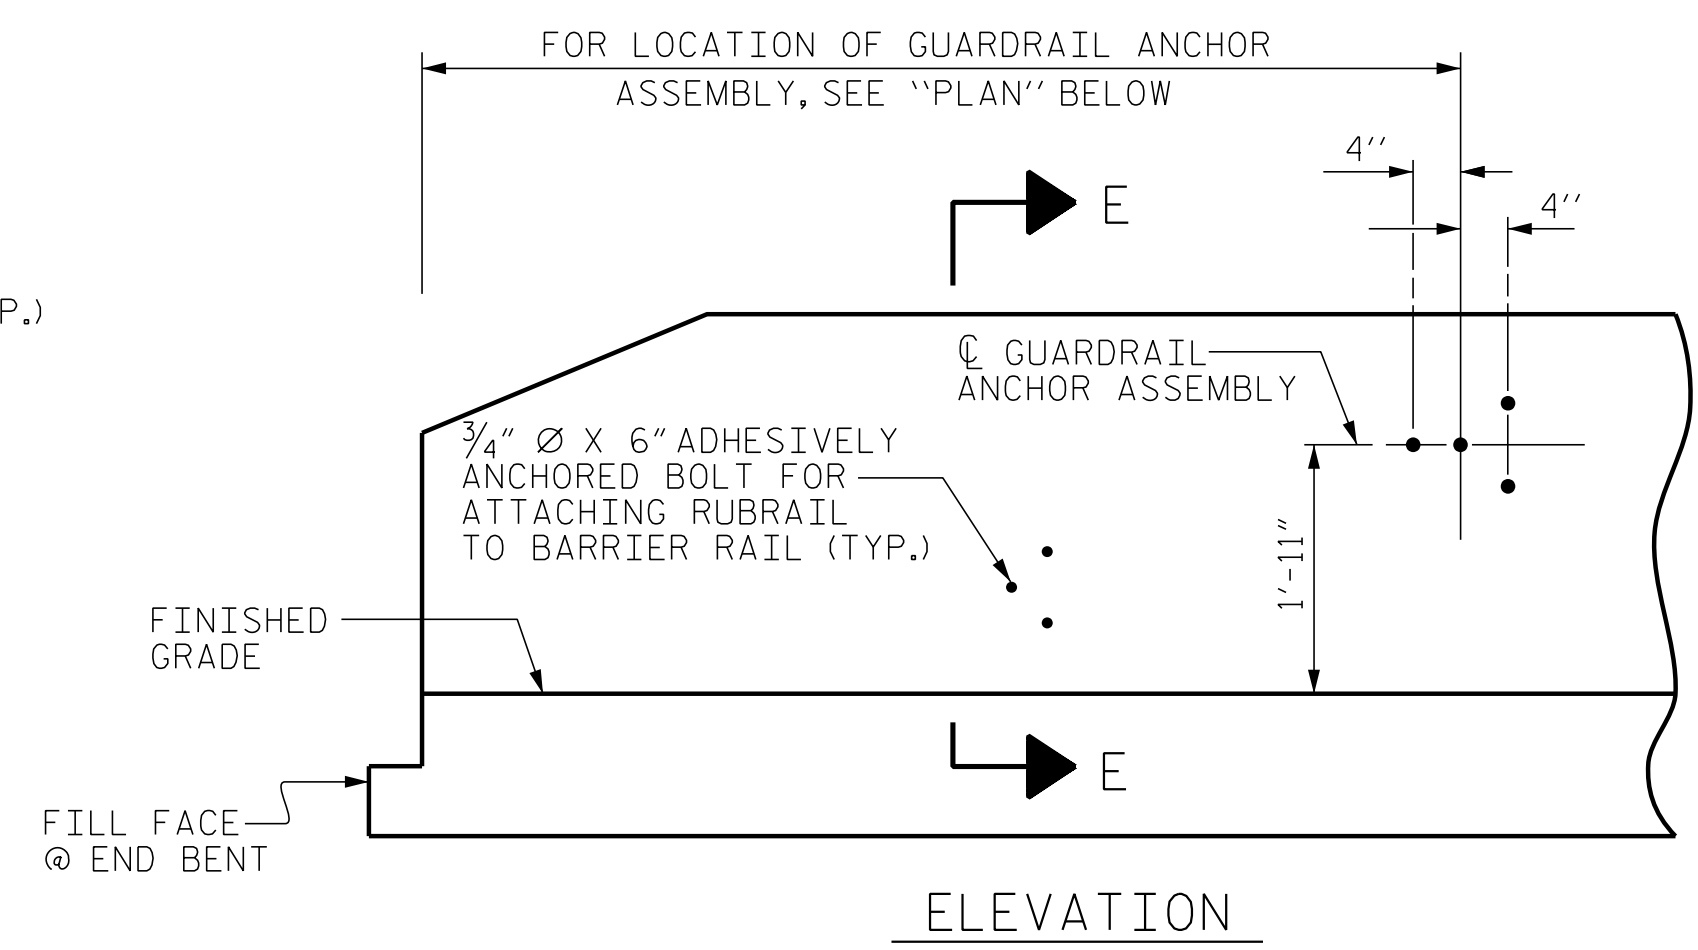 FOR LOCATION OF GUARDRAIL ANCHOR
ASSEMBLY, SEE "PLAN" BELOW
4"
E
4"
P.)
℄ GUARDRAIL
ANCHOR ASSEMBLY
3/4" Ø X 6" ADHESIVELY
ANCHORED BOLT FOR
ATTACHING RUBRAIL
TO BARRIER RAIL (TYP.)
1'-11"
FINISHED
GRADE
E
FILL FACE
@ END BENT
ELEVATION